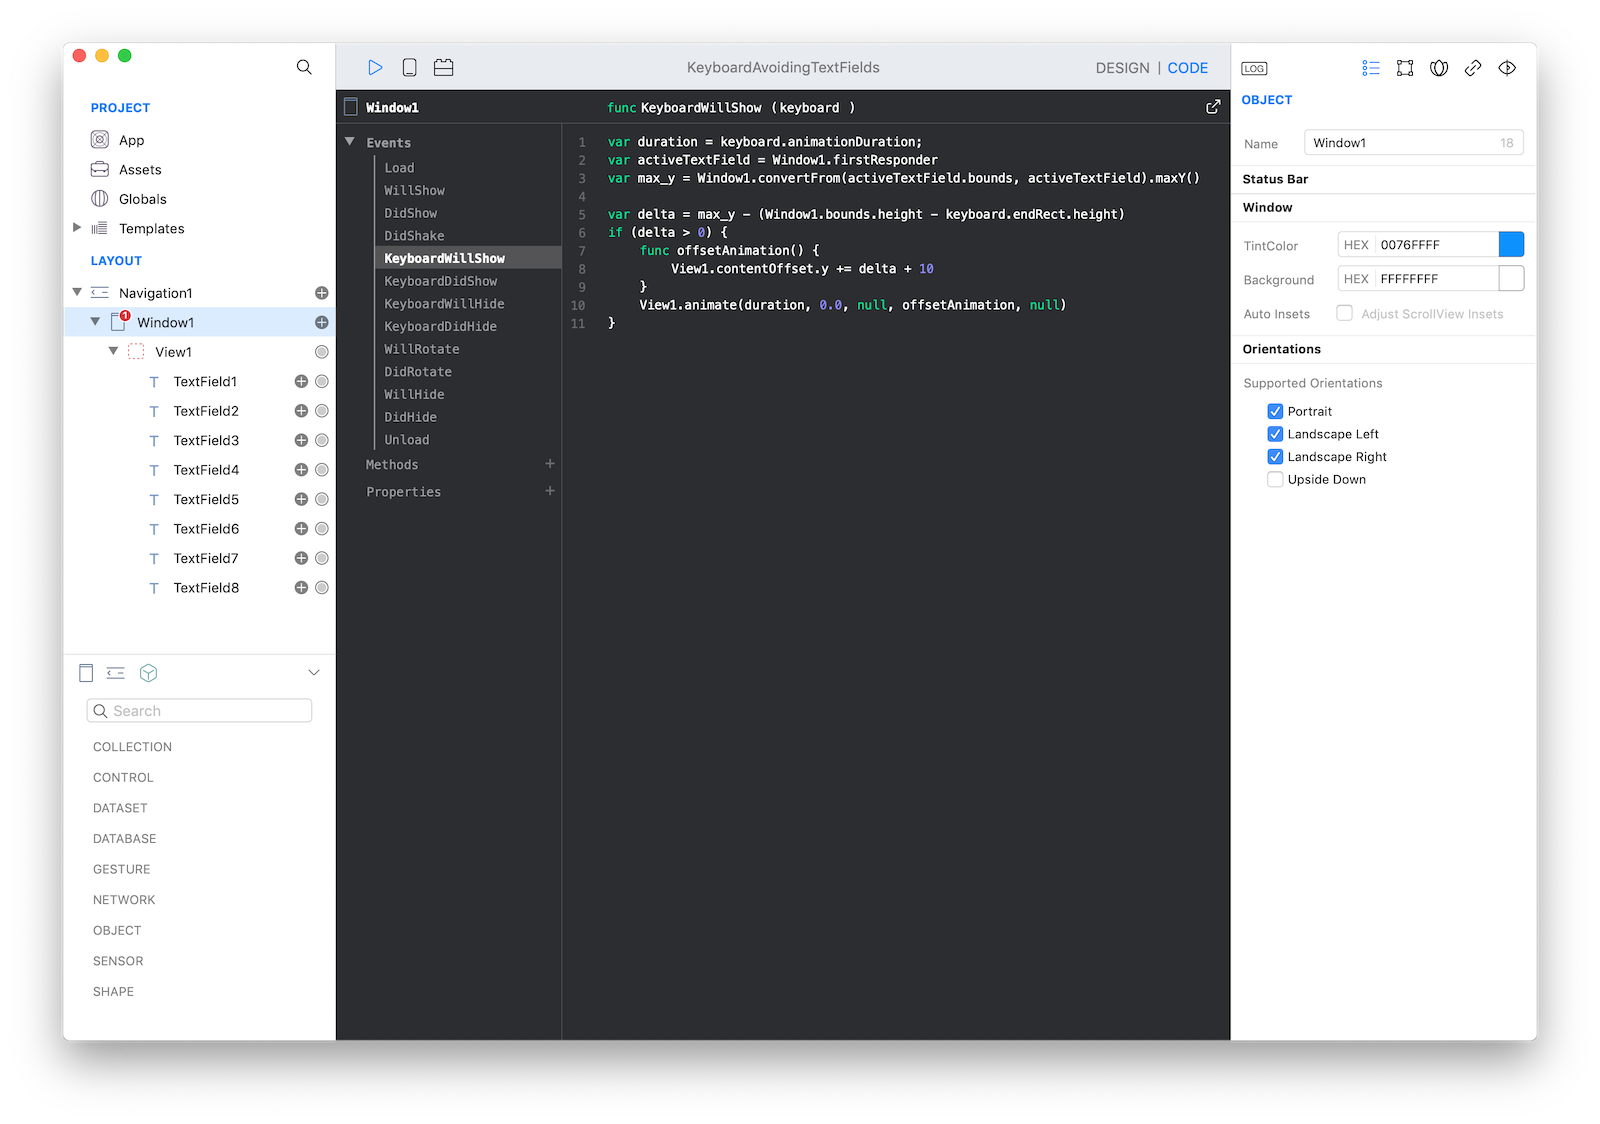 KeyboardAvoidingTextFields
DESIGN | CODE
LOG
PROJECT
App
Assets
Globals
Templates
LAYOUT
Navigation1
1
Window1
View1
TextField1
TextField2
TextField3
TextField4
TextField5
TextField6
TextField7
TextField8
Search
COLLECTION
CONTROL
DATASET
DATABASE
GESTURE
NETWORK
OBJECT
SENSOR
SHAPE
Window1
Events
Load
WillShow
DidShow
DidShake
KeyboardWillShow
KeyboardDidShow
KeyboardWillHide
KeyboardDidHide
WillRotate
DidRotate
WillHide
DidHide
Unload
Methods +
Properties +
func KeyboardWillShow (keyboard )
1 var duration = keyboard.animationDuration;
2 var activeTextField = Window1.firstResponder
3 var max_y = Window1.convertFrom(activeTextField.bounds, activeTextField).maxY()
4
5 var delta = max_y - (Window1.bounds.height - keyboard.endRect.height)
6 if (delta > 0) {
7 func offsetAnimation() {
8 View1.contentOffset.y += delta + 10
9 }
10 View1.animate(duration, 0.0, null, offsetAnimation, null)
11 }
OBJECT
Name Window1 18
Status Bar
Window
TintColor HEX 0076FFFF
Background HEX FFFFFFFF
Auto Insets Adjust ScrollView Insets
Orientations
Supported Orientations
Portrait
Landscape Left
Landscape Right
Upside Down